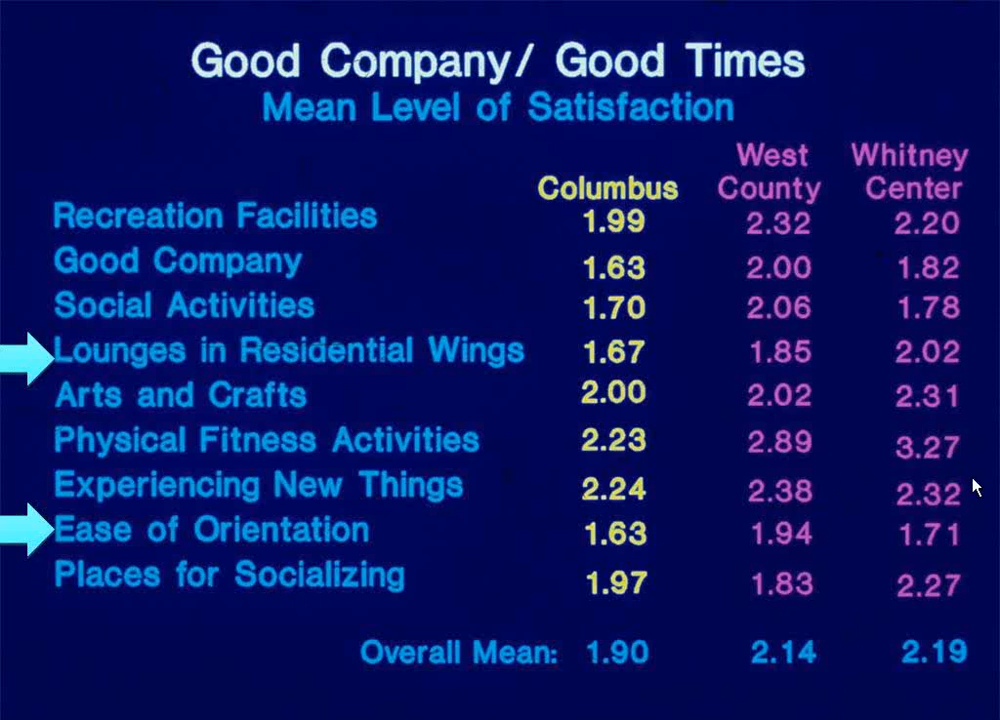 Good Company/ Good Times
Mean Level of Satisfaction
Columbus West County Whitney Center
Recreation Facilities 1.99 2.32 2.20
Good Company 1.63 2.00 1.82
Social Activities 1.70 2.06 1.78
Lounges in Residential Wings 1.67 1.85 2.02
Arts and Crafts 2.00 2.02 2.31
Physical Fitness Activities 2.23 2.89 3.27
Experiencing New Things 2.24 2.38 2.32
Ease of Orientation 1.63 1.94 1.71
Places for Socializing 1.97 1.83 2.27
Overall Mean: 1.90 2.14 2.19